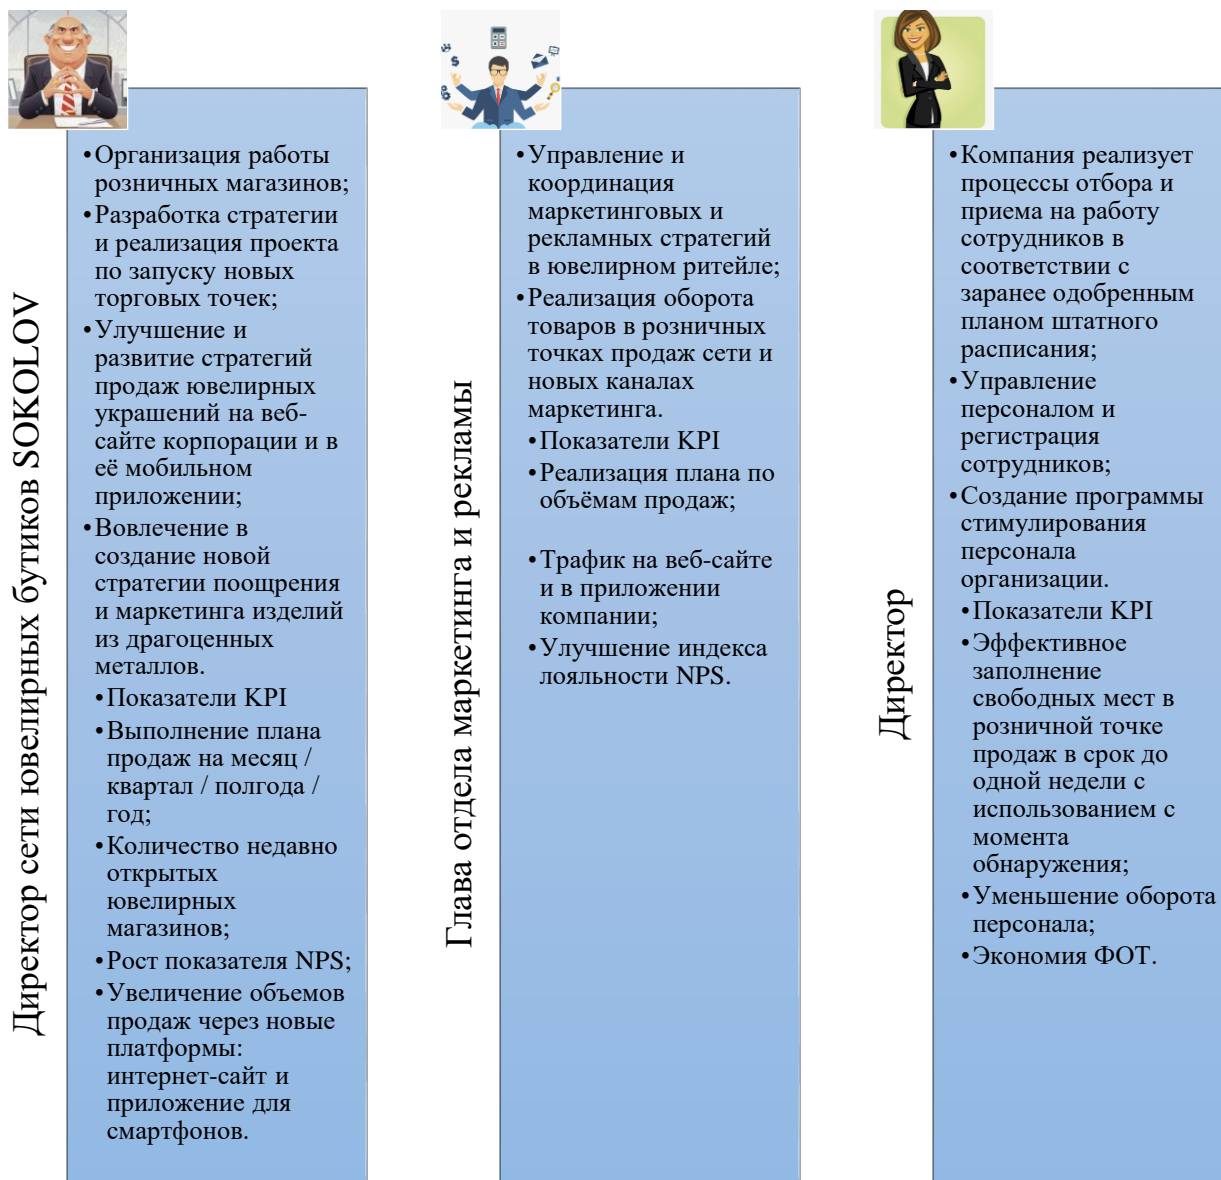 Директор сети ювелирных бутиков SOKOLOV
•Организация работы
розничных магазинов;
•Разработка стратегии
и реализация проекта
по запуску новых
торговых точек;
•Улучшение и
развитие стратегий
продаж ювелирных
украшений на веб-
сайте корпорации и в
её мобильном
приложении;
•Вовлечение в
создание новой
стратегии поощрения
и маркетинга изделий
из драгоценных
металлов.
•Показатели KPI
•Выполнение плана
продаж на месяц /
квартал / полгода /
год;
•Количество недавно
открытых
ювелирных
магазинов;
•Рост показателя NPS;
•Увеличение объемов
продаж через новые
платформы:
интернет-сайт и
приложение для
смартфонов.
Глава отдела маркетинга и рекламы
•Управление и
координация
маркетинговых и
рекламных стратегий
в ювелирном ритейле;
•Реализация оборота
товаров в розничных
точках продаж сети и
новых каналах
маркетинга.
•Показатели KPI
•Реализация плана по
объёмам продаж;
•Трафик на веб-сайте
и в приложении
компании;
•Улучшение индекса
лояльности NPS.
Директор
•Компания реализует
процессы отбора и
приема на работу
сотрудников в
соответствии с
заранее одобренным
планом штатного
расписания;
•Управление
персоналом и
регистрация
сотрудников;
•Создание программы
стимулирования
персонала
организации.
•Показатели KPI
•Эффективное
заполнение
свободных мест в
розничной точке
продаж в срок до
одной недели с
использованием с
момента
обнаружения;
•Уменьшение оборота
персонала;
•Экономия ФОТ.